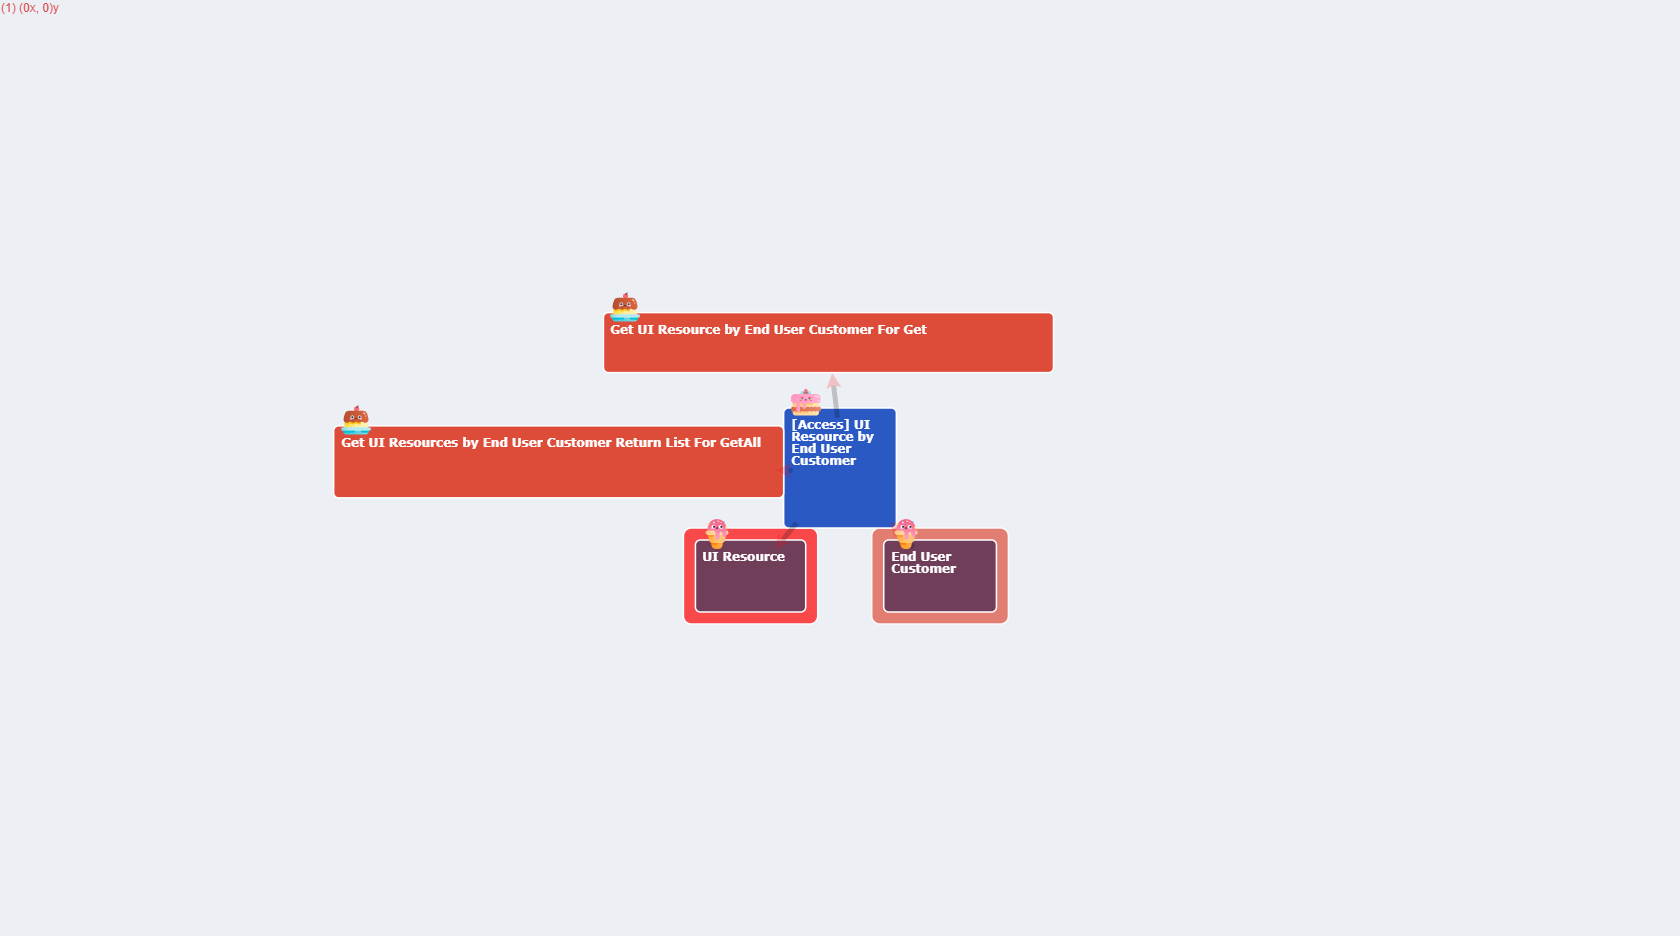 (1) (0x, 0)y
Get UI Resource by End User Customer For Get
[Access] UI
Resource by
End User
Customer
Get UI Resources by End User Customer Return List For GetAll
UI Resource
End User
Customer